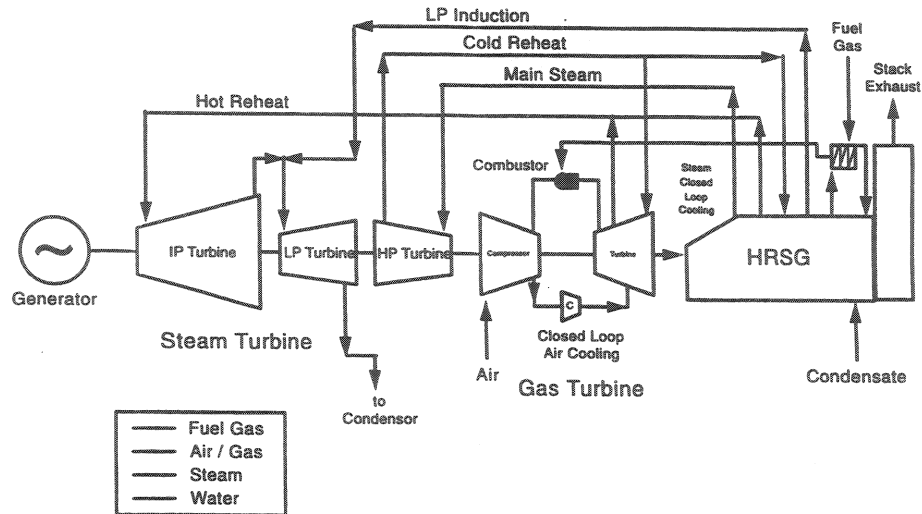 LP Induction
Cold Reheat
Main Steam
Hot Reheat
Fuel
Gas
Stack
Exhaust
Combustor
Steam
Closed
Loop
Cooling
~
IP Turbine
LP Turbine
HP Turbine
Compressor
Turbine
HRSG
Generator
C
Steam Turbine
Closed Loop
Air Cooling
Air
Gas Turbine
Condensate
to
Condensor
Fuel Gas
Air / Gas
Steam
Water